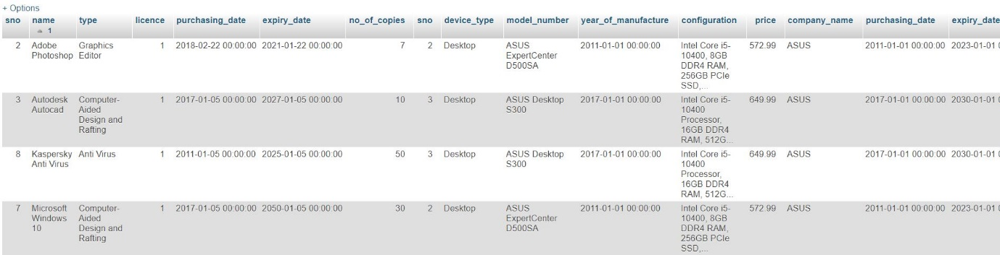 + Options
sno name type licence purchasing_date expiry_date no_of_copies sno device_type model_number year_of_manufacture configuration price company_name purchasing_date expiry_date
1
2 Adobe Graphics 1 2018-02-22 00:00:00 2021-01-22 00:00:00 7 2 Desktop ASUS 2011-01-01 00:00:00 Intel Core i5- 572.99 ASUS 2011-01-01 00:00:00 2023-01-01 0
Photoshop Editor ExpertCenter 10400, 8GB
D500SA DDR4 RAM,
256GB PCIe
SSD,...
3 Autodesk Computer- 1 2017-01-05 00:00:00 2027-01-05 00:00:00 10 3 Desktop ASUS Desktop 2017-01-01 00:00:00 Intel Core i5- 649.99 ASUS 2017-01-01 00:00:00 2030-01-01 0
Autocad Aided S300 10400
Design and Processor,
Rafting 16GB DDR4
RAM, 512G...
8 Kaspersky Anti Virus 1 2011-01-05 00:00:00 2025-01-05 00:00:00 50 3 Desktop ASUS Desktop 2017-01-01 00:00:00 Intel Core i5- 649.99 ASUS 2017-01-01 00:00:00 2030-01-01 0
Anti Virus S300 10400
Processor,
16GB DDR4
RAM, 512G...
7 Microsoft Computer- 1 2017-01-05 00:00:00 2050-01-05 00:00:00 30 2 Desktop ASUS 2011-01-01 00:00:00 Intel Core i5- 572.99 ASUS 2011-01-01 00:00:00 2023-01-01 0
Windows Aided ExpertCenter 10400, 8GB
10 Design and D500SA DDR4 RAM,
Rafting 256GB PCIe
SSD,...